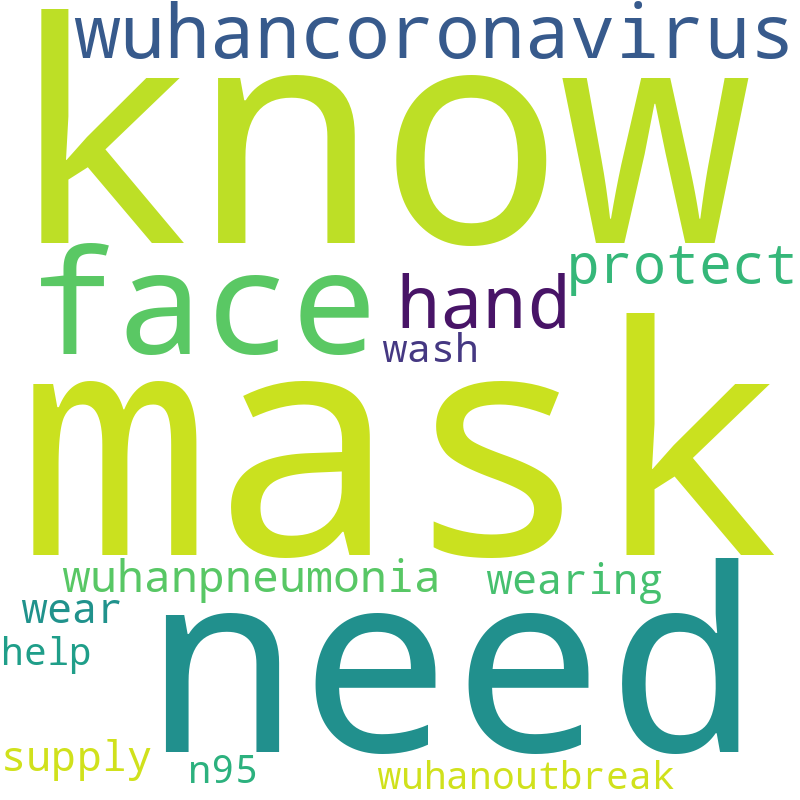 wuhancoronavirus
know
face
protect
hand
wash
mask
wuhanpneumonia
wearing
wear
need
help
supply
n95
wuhanoutbreak